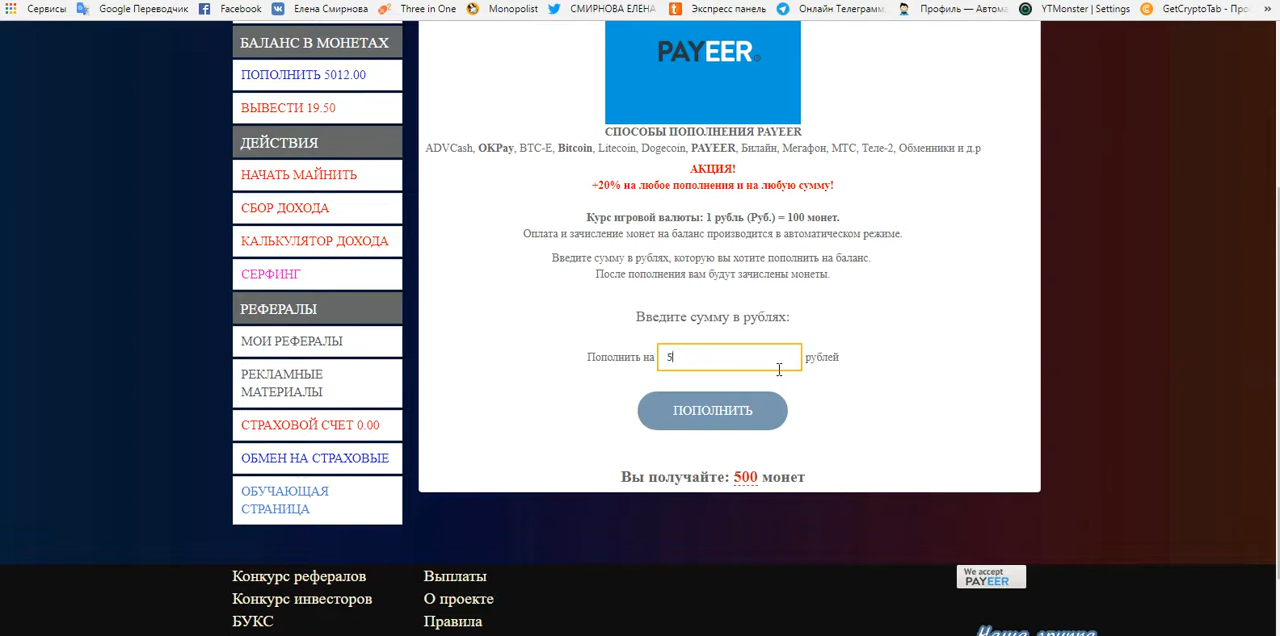 Сервисы Google Переводчик Facebook Елена Смирнова Three in One Monopolist СМИРНОВА ЕЛЕНА Экспресс панель Онлайн Телеграмм Профиль — Автома YTMonster | Settings GetCryptoTab - Про »
БАЛАНС В МОНЕТАХ
ПОПОЛНИТЬ 5012.00
ВЫВЕСТИ 19.50
ДЕЙСТВИЯ
НАЧАТЬ МАЙНИТЬ
СБОР ДОХОДА
КАЛЬКУЛЯТОР ДОХОДА
СЕРФИНГ
РЕФЕРАЛЫ
МОИ РЕФЕРАЛЫ
РЕКЛАМНЫЕ
МАТЕРИАЛЫ
СТРАХОВОЙ СЧЕТ 0.00
ОБМЕН НА СТРАХОВЫЕ
ОБУЧАЮЩАЯ
СТРАНИЦА
PAYEER®
СПОСОБЫ ПОПОЛНЕНИЯ PAYEER
ADVCash, OKPay, BTC-E, Bitcoin, Litecoin, Dogecoin, PAYEER, Билайн, Мегафон, МТС, Теле-2, Обменники и д.р
АКЦИЯ!
+20% на любое пополнения и на любую сумму!
Курс игровой валюты: 1 рубль (Руб.) = 100 монет.
Оплата и зачисление монет на баланс производится в автоматическом режиме.
Введите сумму в рублях, которую вы хотите пополнить на баланс.
После пополнения вам будут зачислены монеты.
Введите сумму в рублях:
Пополнить на 5 рублей
ПОПОЛНИТЬ
Вы получайте: 500 монет
Конкурс рефералов
Конкурс инвесторов
БУКС
Выплаты
О проекте
Правила
We accept
PAYEER
Наша группа